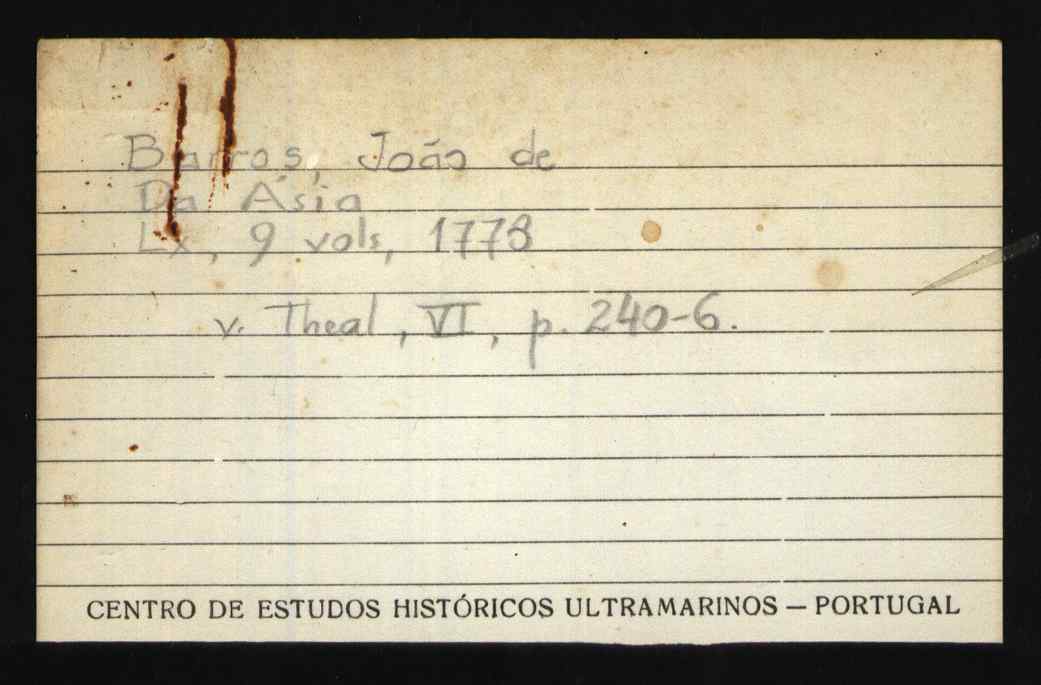 Barros, João de
Da Ásia
Lx, 9 vols, 1778
v. Theal, VI, p. 240-6.
CENTRO DE ESTUDOS HISTÓRICOS ULTRAMARINOS — PORTUGAL